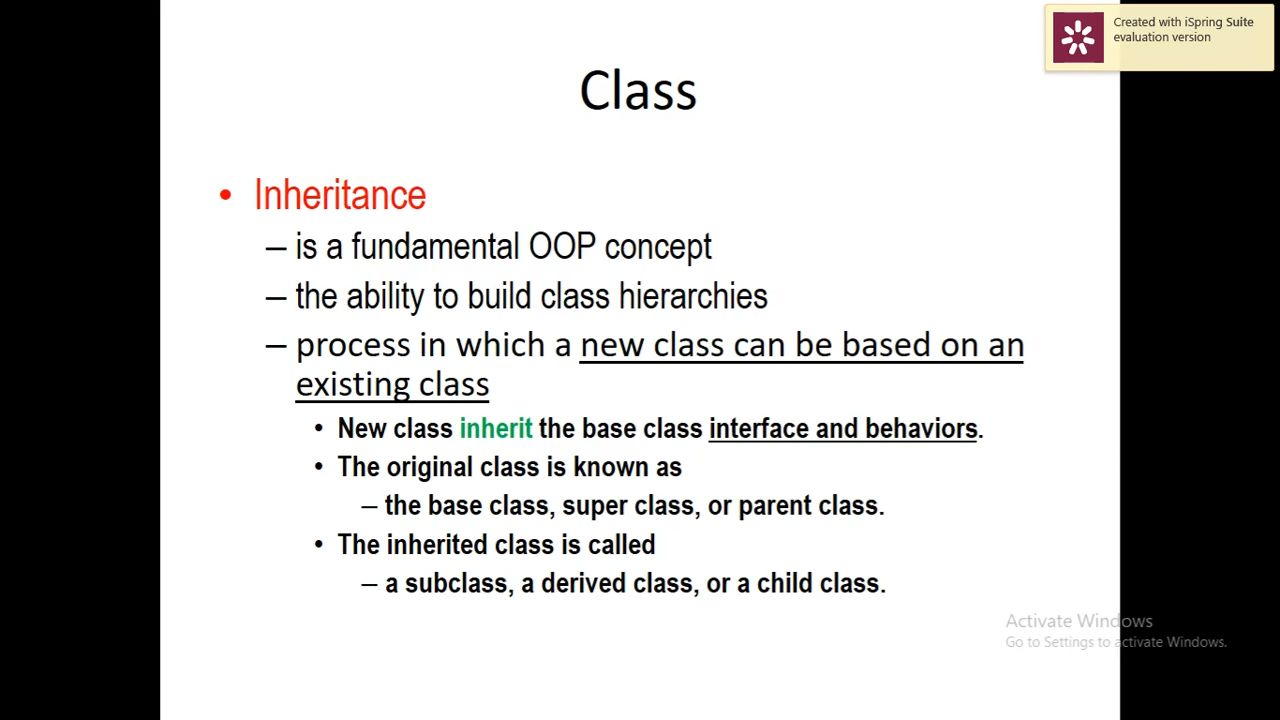 Created with iSpring Suite
evaluation version
Class
• Inheritance
– is a fundamental OOP concept
– the ability to build class hierarchies
– process in which a new class can be based on an
existing class
• New class inherit the base class interface and behaviors.
• The original class is known as
– the base class, super class, or parent class.
• The inherited class is called
– a subclass, a derived class, or a child class.
Activate Windows
Go to Settings to activate Windows.